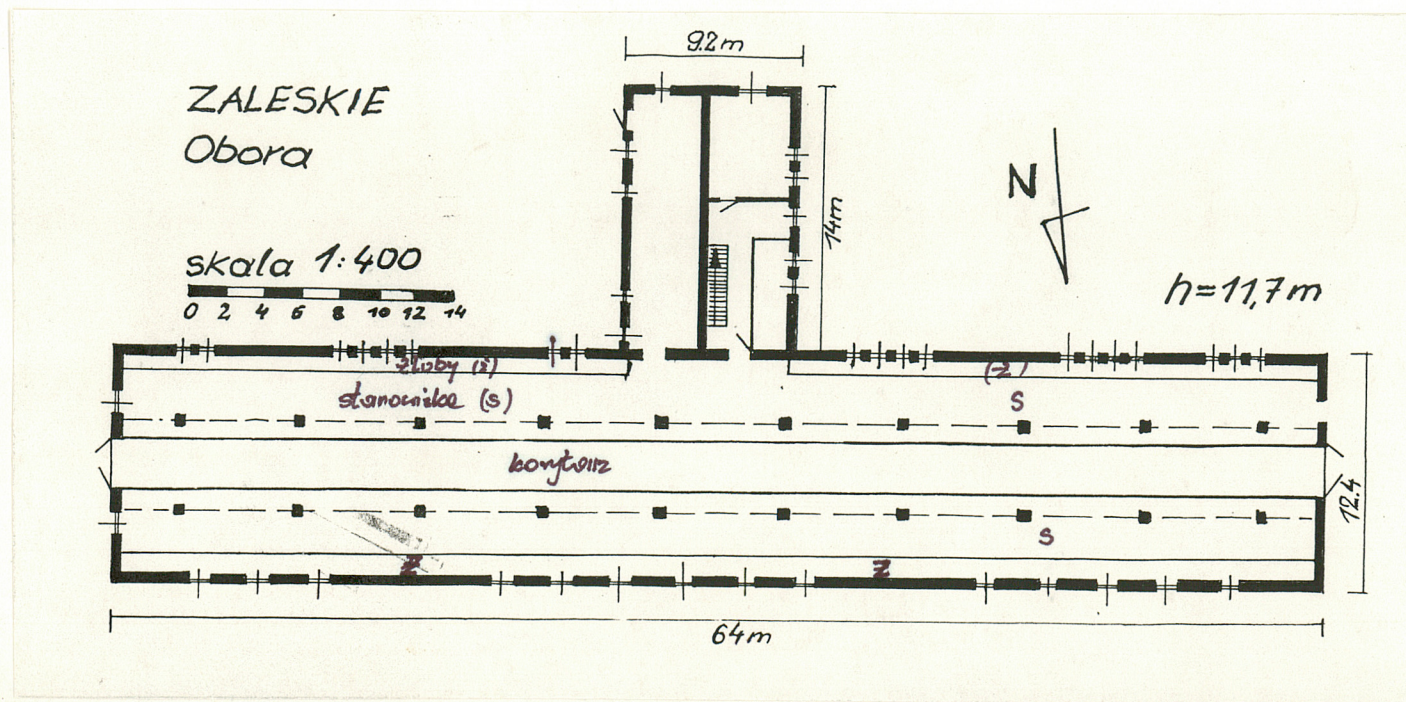 9.2m
ZALESKIE
Obora
N
14m
skala 1:400
0 2 4 6 8 10 12 14
h=11,7m
żłoby (ż)
(ż)
stanowiska (s)
S
korytarz
12.4
S
Ż
Ż
64m